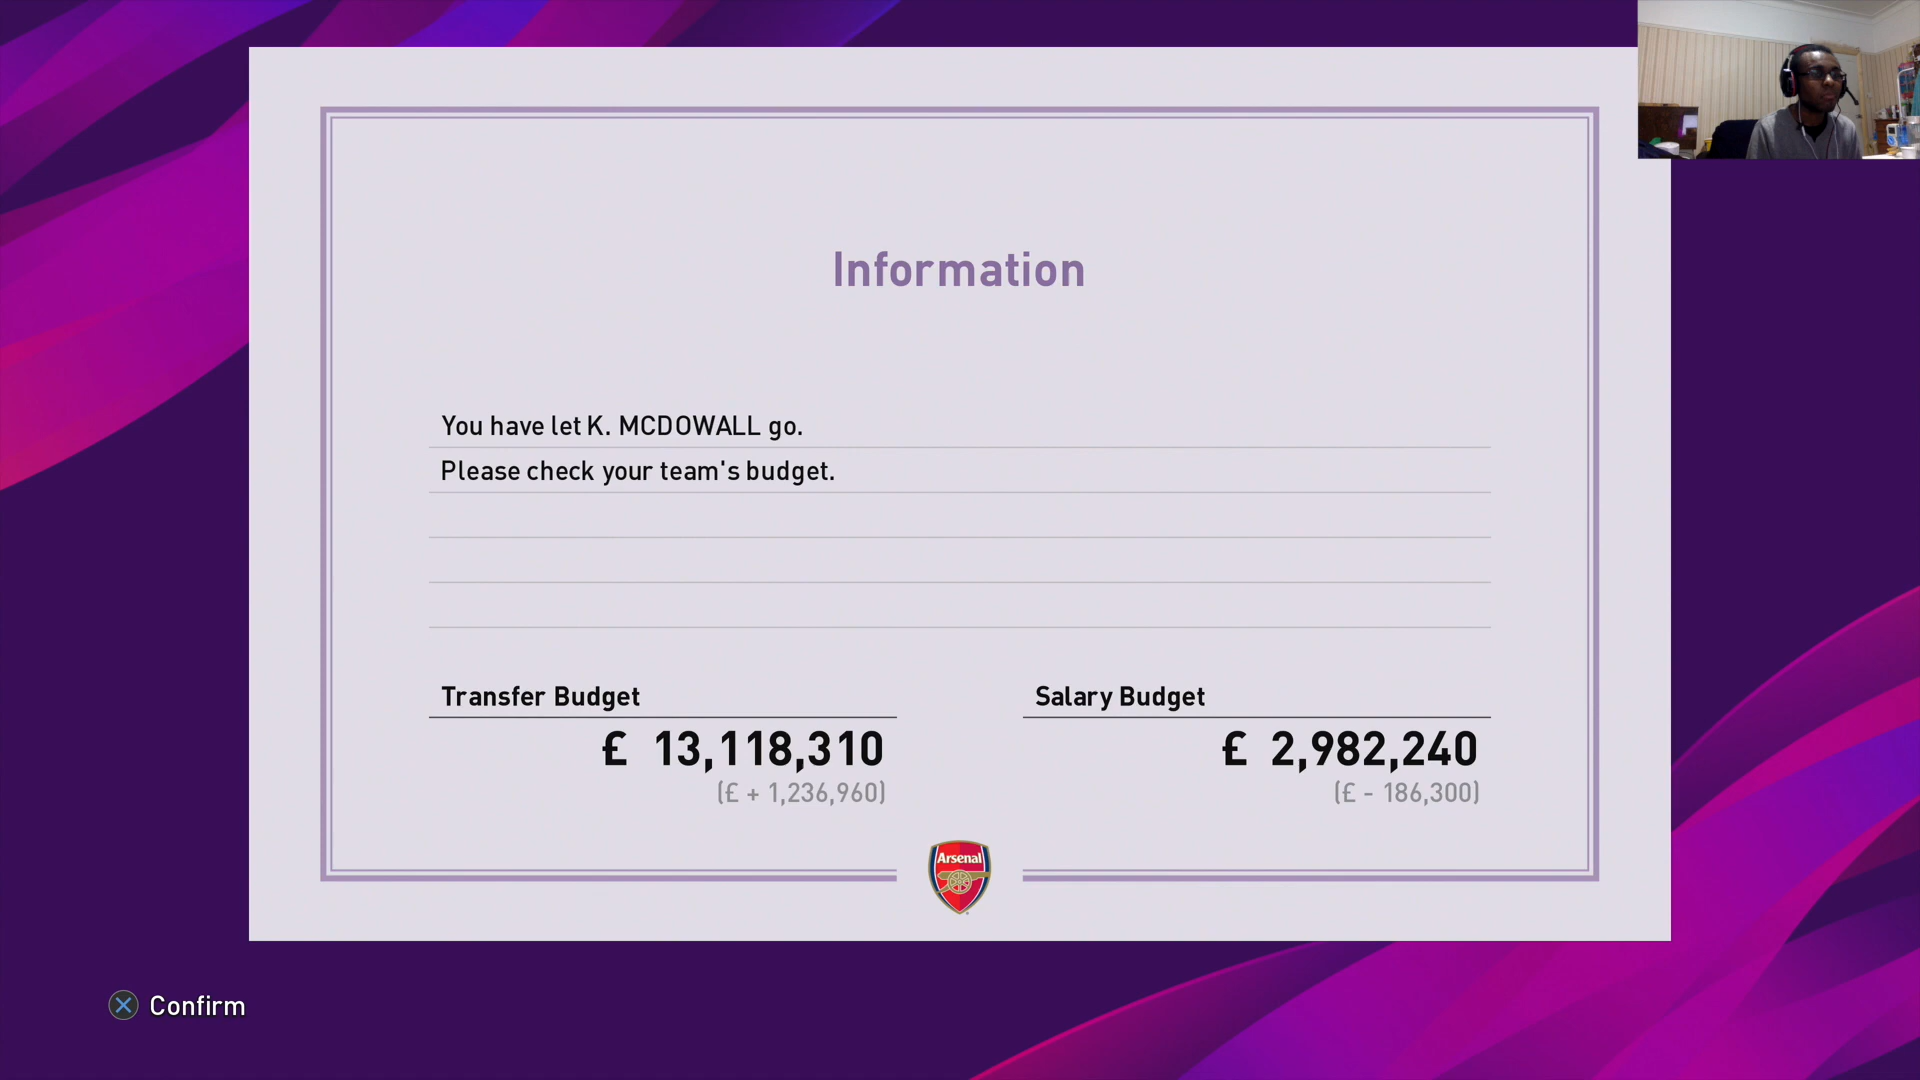 Information
You have let K. MCDOWALL go.
Please check your team's budget.
Transfer Budget
£ 13,118,310
(£ + 1,236,960)
Salary Budget
£ 2,982,240
(£ - 186,300)
Arsenal
Confirm